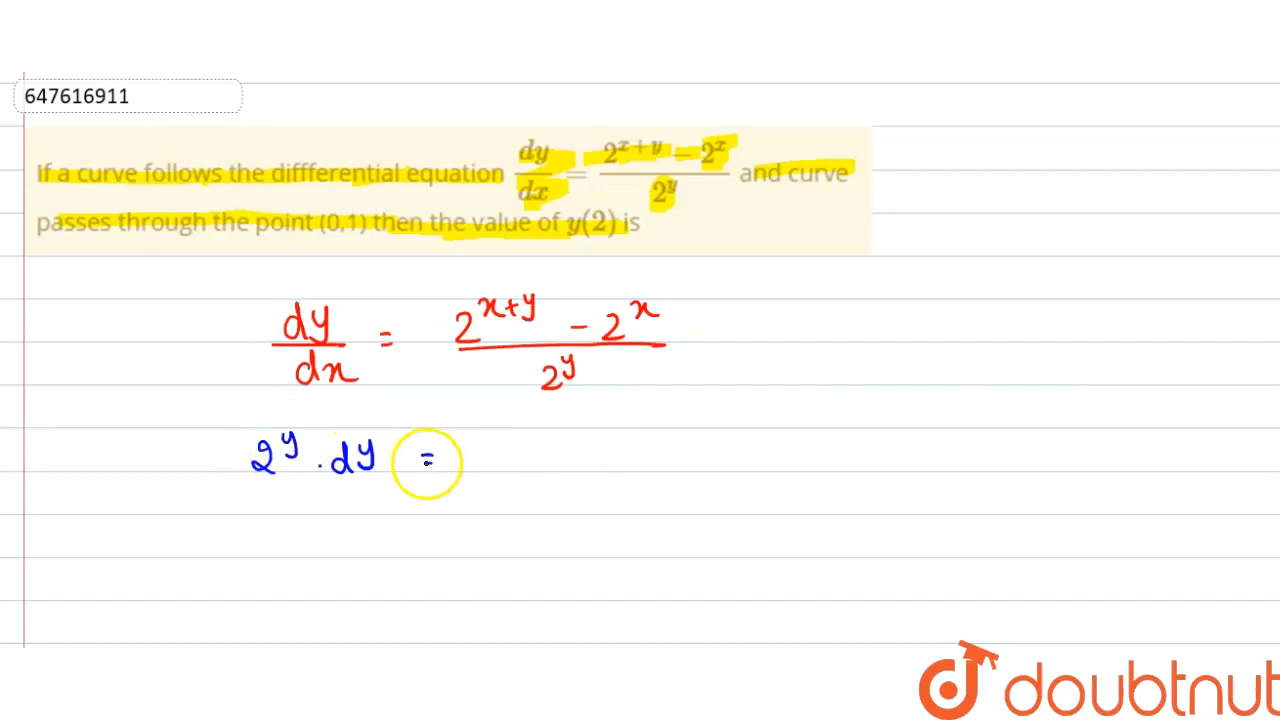 647616911
If a curve follows the diffferential equation dy/dx = (2^(x+y) − 2^x)/2^y and curve
passes through the point (0,1) then the value of y(2) is
dy/dx = (2^(x+y) − 2^x)/2^y
2^y . dy =
doubtnut